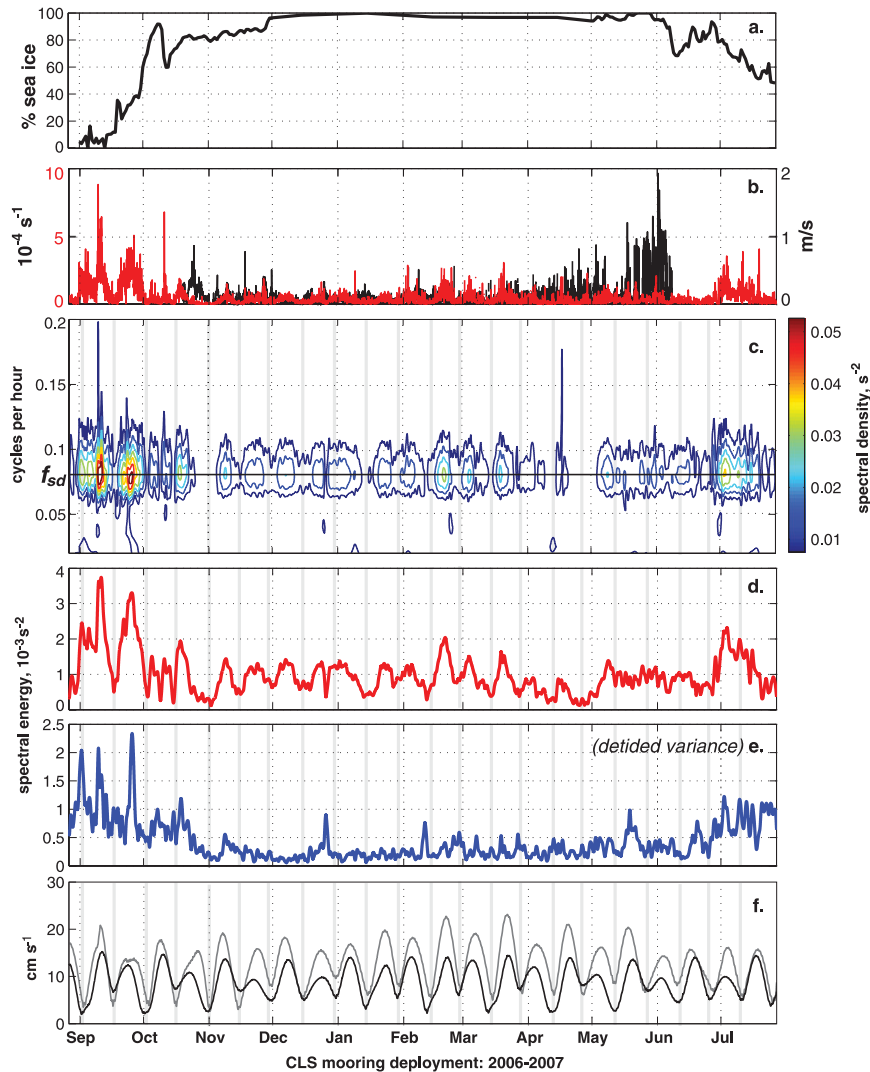 100
80
60
40
20
0
% sea ice
a.
10
5
0
10⁻⁴ s⁻¹
2
1
0
m/s
b.
0.2
0.15
0.1
f_sd
0.05
cycles per hour
c.
0.05
0.04
0.03
0.02
0.01
spectral density, s⁻²
4
3
2
1
0
d.
spectral energy, 10⁻³s⁻²
2.5
2
1.5
1
0.5
0
(detided variance) e.
30
20
10
0
cm s⁻¹
f.
Sep Oct Nov Dec Jan Feb Mar Apr May Jun Jul
CLS mooring deployment: 2006-2007